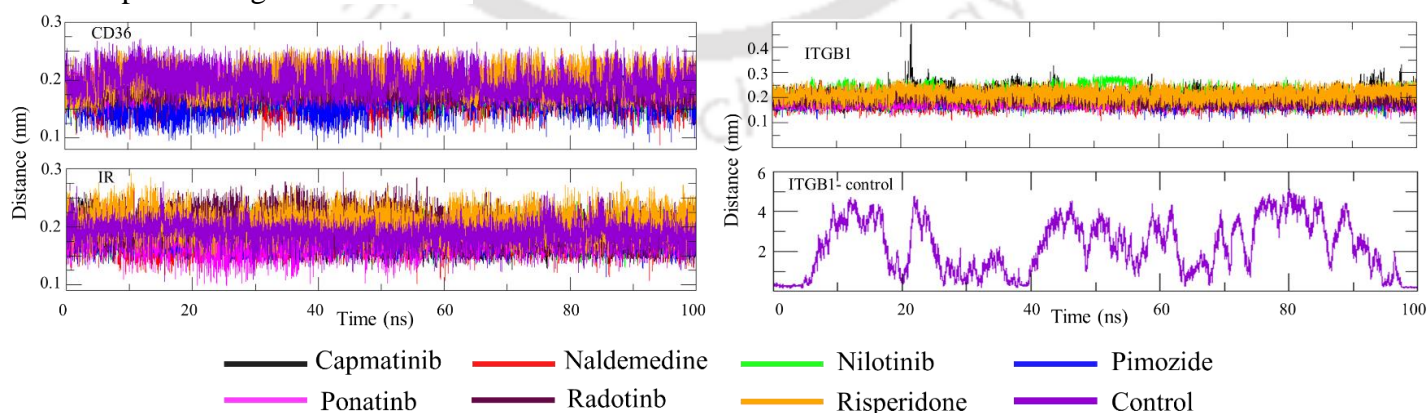 CD36
0.3
0.2
0.1
Distance (nm)
IR
0.3
0.2
0.1
0 20 40 60 80 100
Time (ns)
ITGB1
0.4
0.3
0.2
0.1
Distance (nm)
ITGB1- control
6
4
2
0 20 40 60 80 100
Time (ns)
Capmatinib Naldemedine Nilotinib Pimozide
Ponatinb Radotinb Risperidone Control